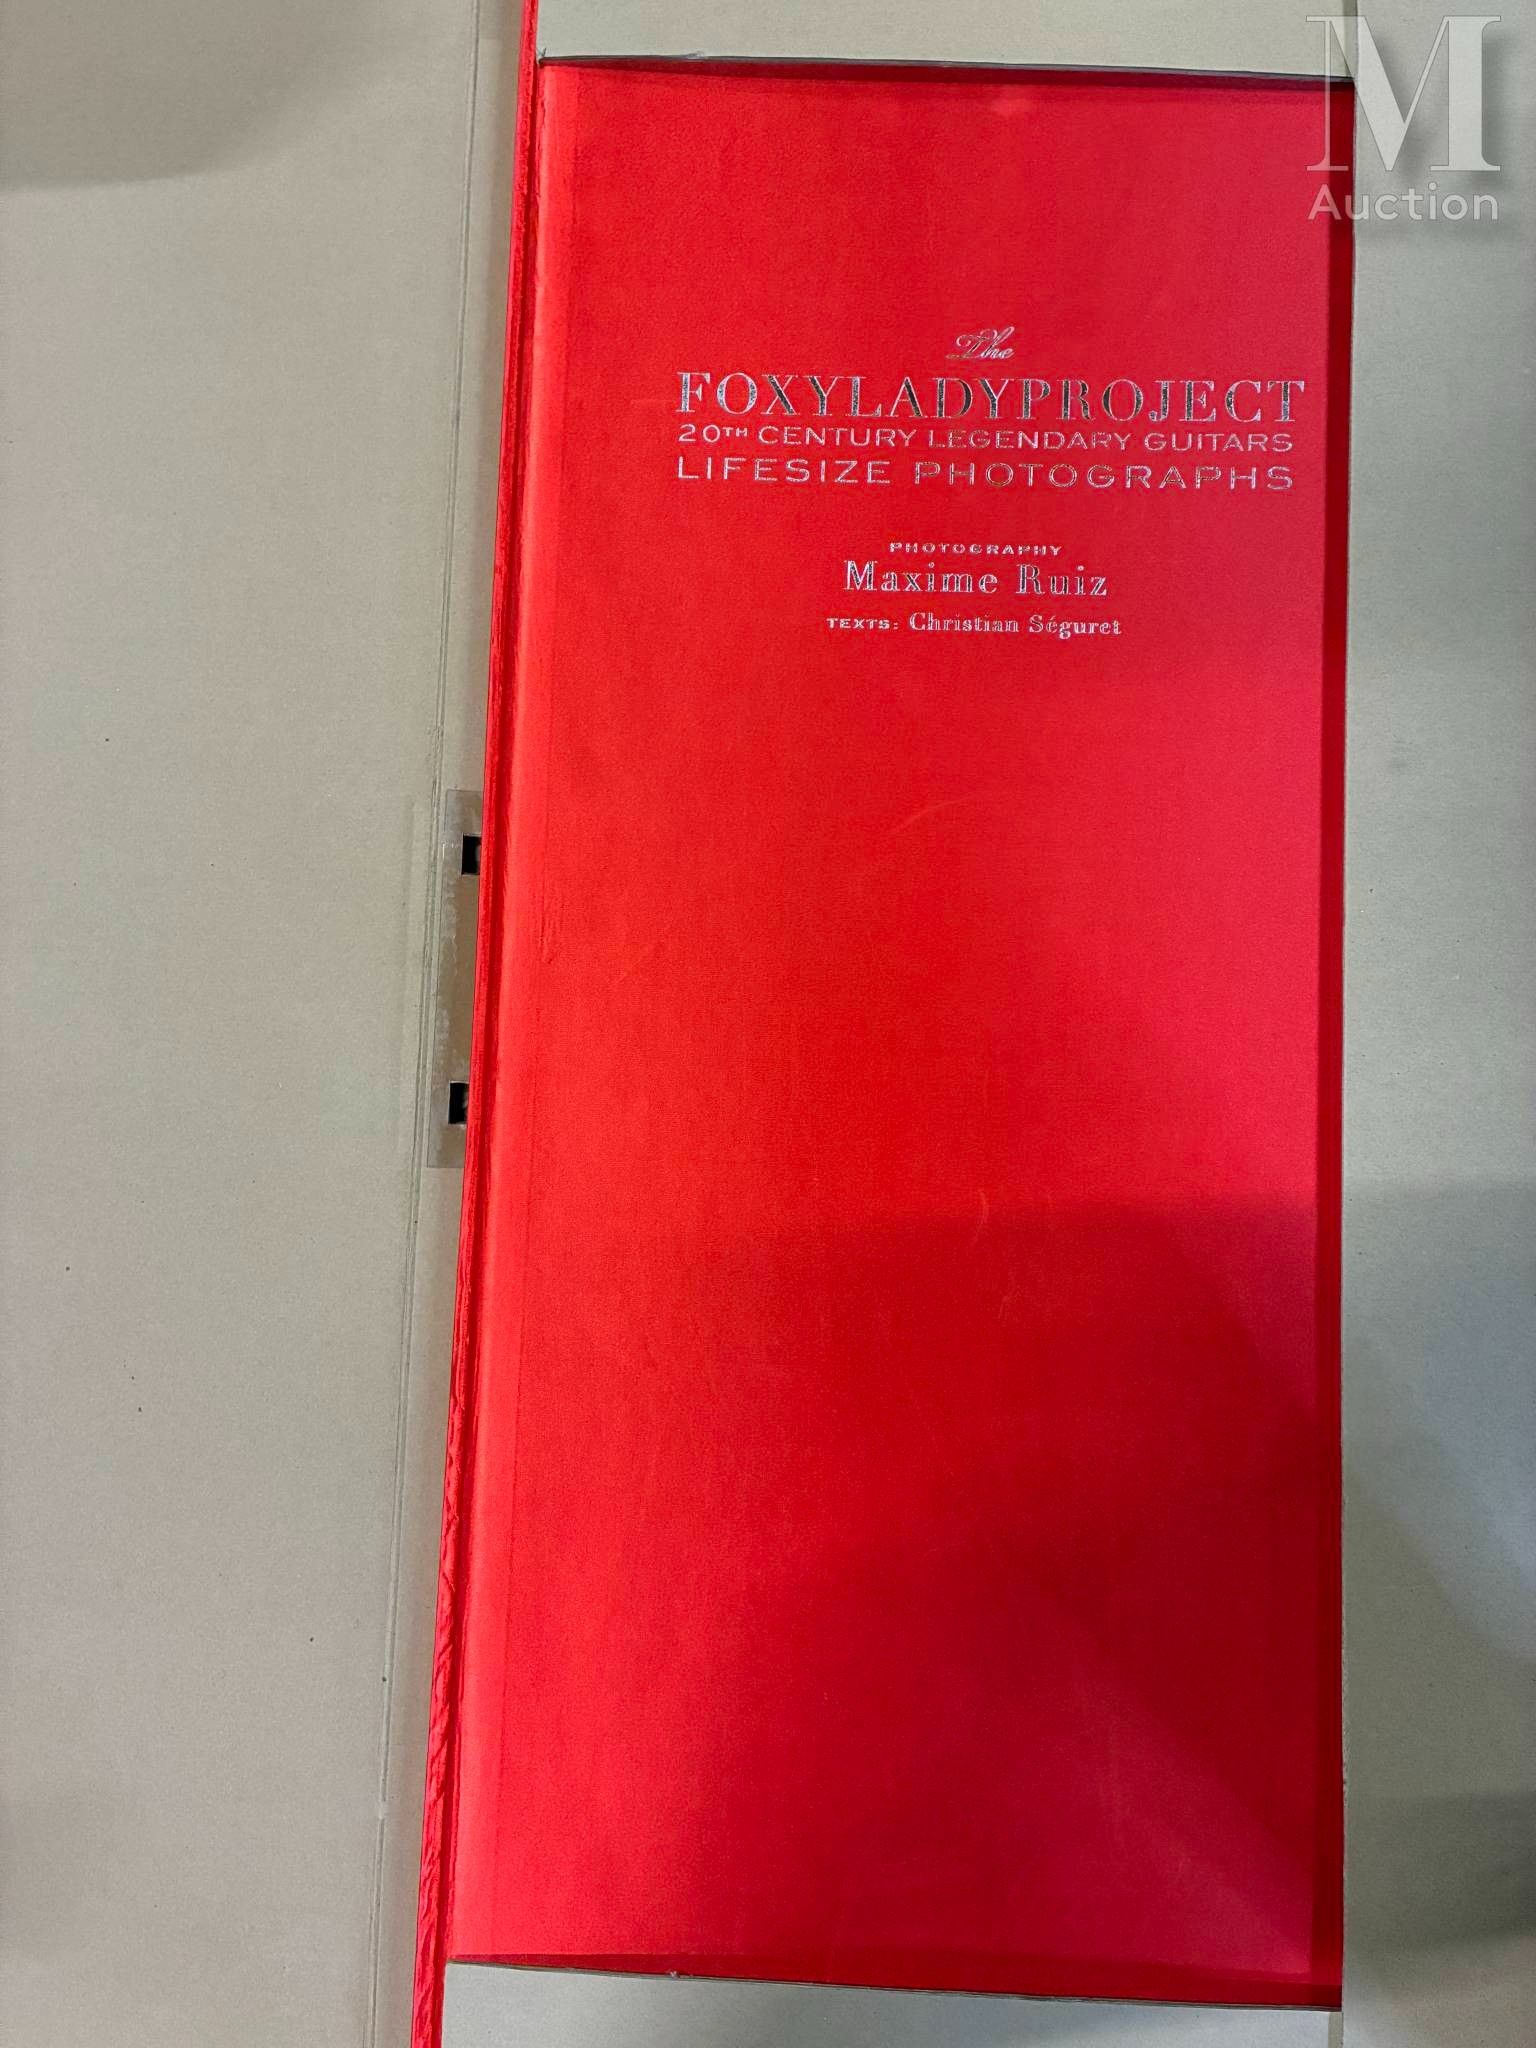 M
Auction
The
FOXYLADYPROJECT
20TH CENTURY LEGENDARY GUITARS
LIFESIZE PHOTOGRAPHS
PHOTOGRAPHY
Maxime Ruiz
TEXTS: Christian Séguret